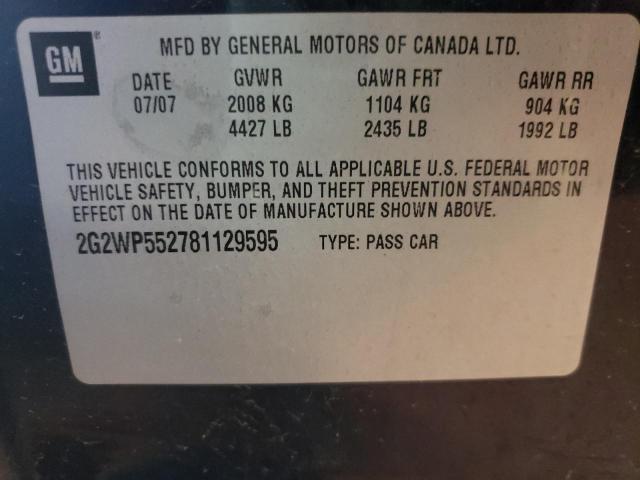 GM®
MFD BY GENERAL MOTORS OF CANADA LTD.
DATE GVWR GAWR FRT GAWR RR
07/07 2008 KG 1104 KG 904 KG
4427 LB 2435 LB 1992 LB
THIS VEHICLE CONFORMS TO ALL APPLICABLE U.S. FEDERAL MOTOR
VEHICLE SAFETY, BUMPER, AND THEFT PREVENTION STANDARDS IN
EFFECT ON THE DATE OF MANUFACTURE SHOWN ABOVE.
2G2WP552781129595 TYPE: PASS CAR